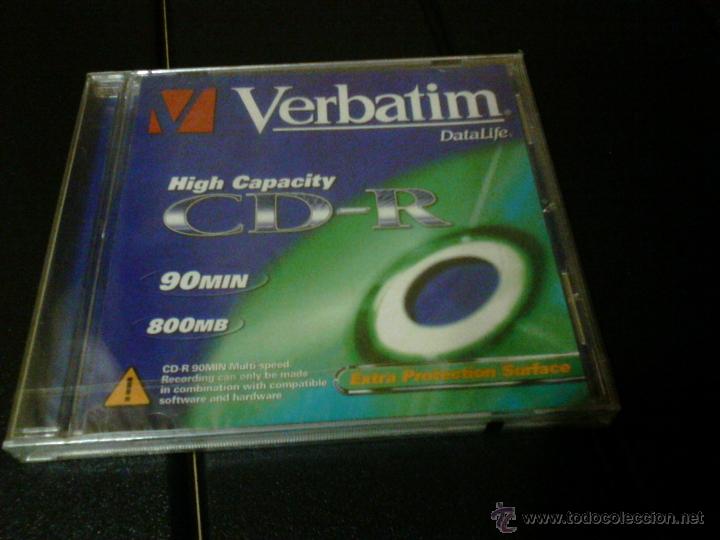 Verbatim®
DataLife®
High Capacity
CD-R
90MIN
800MB
CD-R 90MIN Multi speed
Recording can only be made
in combination with compatible
software and hardware
!
Extra Protection Surface
© www.todocoleccion.net